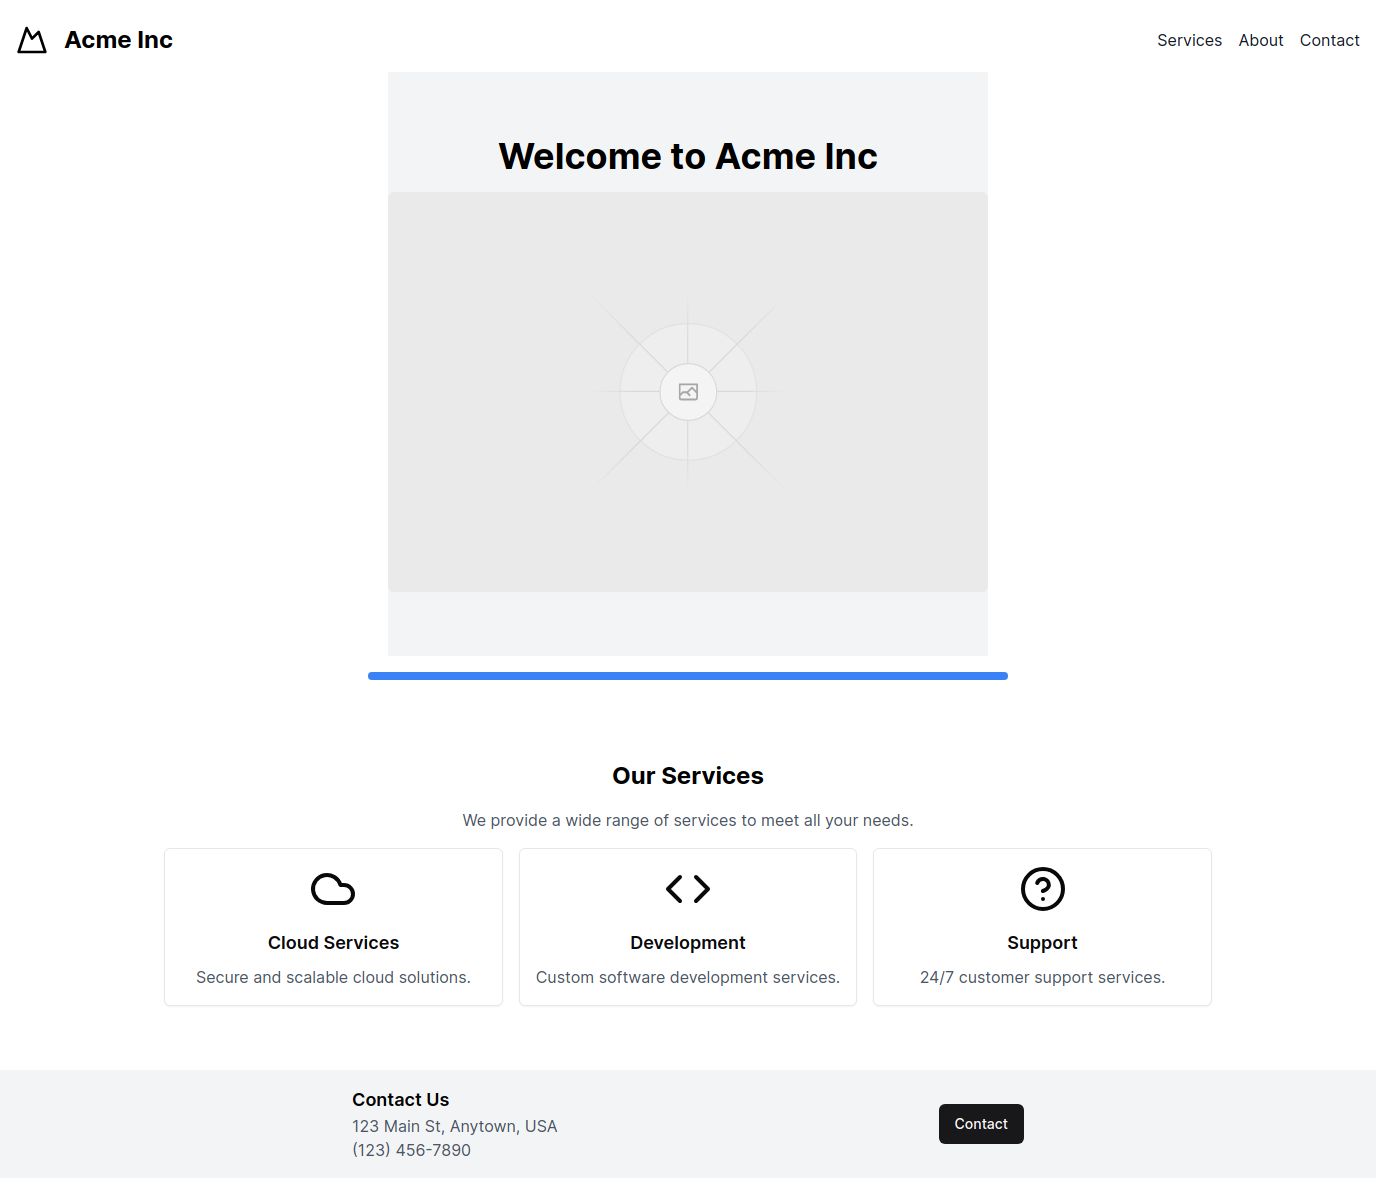 Acme Inc
Services About Contact
Welcome to Acme Inc
Our Services
We provide a wide range of services to meet all your needs.
Cloud Services
Secure and scalable cloud solutions.
Development
Custom software development services.
Support
24/7 customer support services.
Contact Us
123 Main St, Anytown, USA
(123) 456-7890
Contact